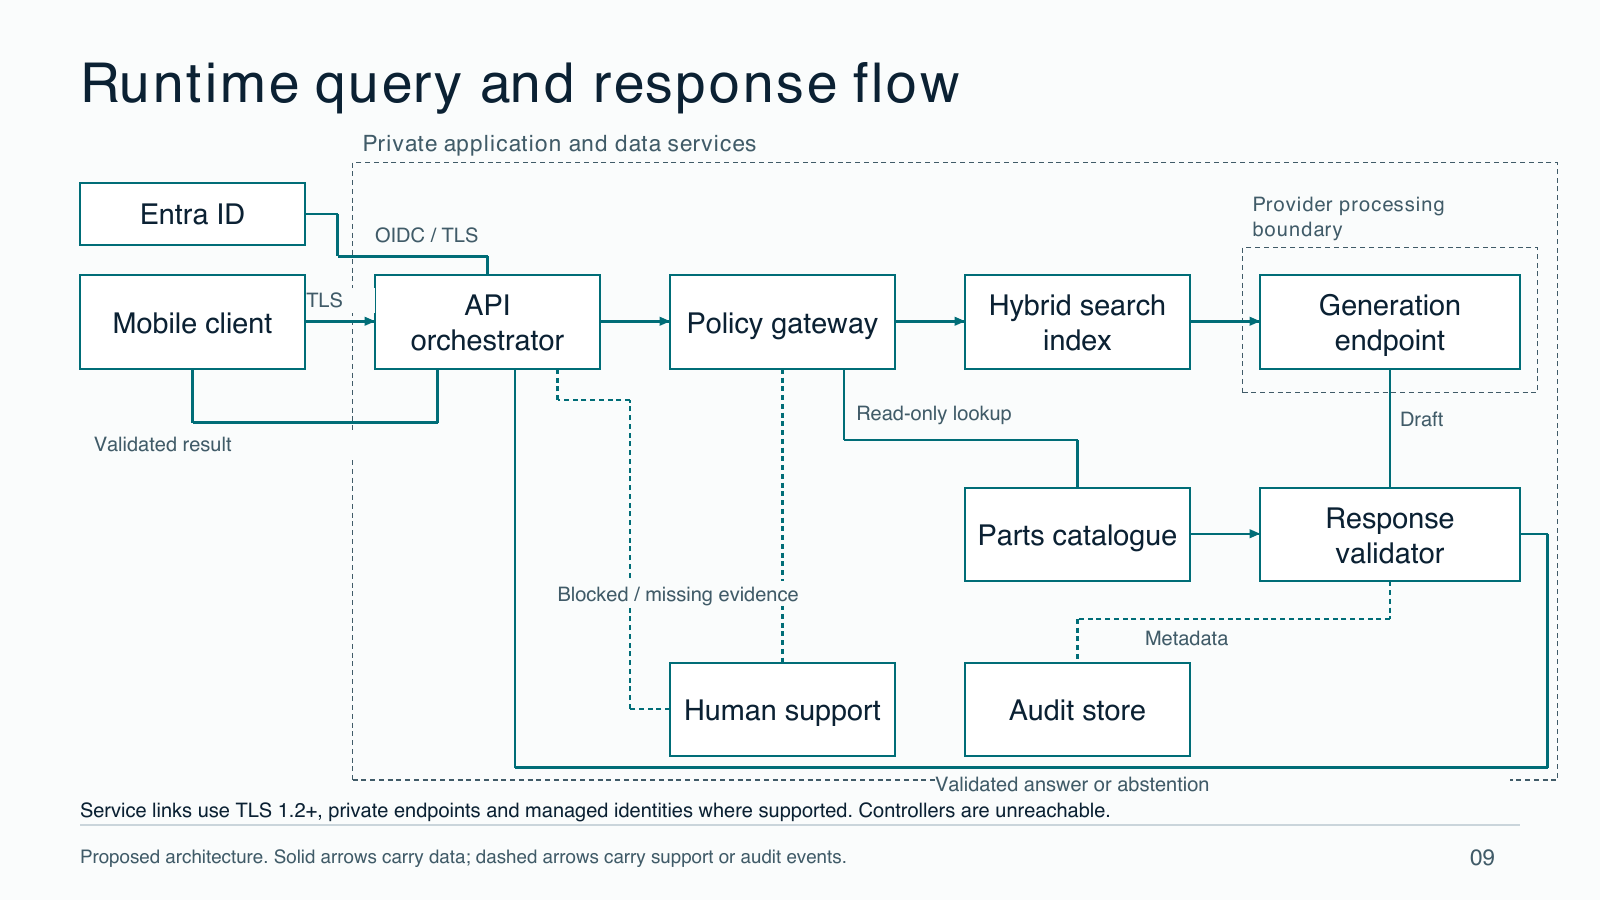 Runtime query and response flow
Private application and data services
Entra ID
OIDC / TLS
Provider processing
boundary
Mobile client
TLS
API
orchestrator
Policy gateway
Hybrid search
index
Generation
endpoint
Validated result
Read-only lookup
Draft
Parts catalogue
Response
validator
Blocked / missing evidence
Metadata
Human support
Audit store
Validated answer or abstention
Service links use TLS 1.2+, private endpoints and managed identities where supported. Controllers are unreachable.
Proposed architecture. Solid arrows carry data; dashed arrows carry support or audit events.
09